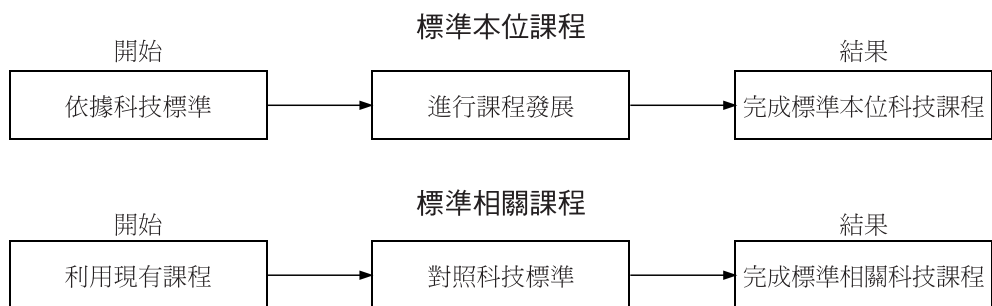 標準本位課程
開始
結果
依據科技標準
進行課程發展
完成標準本位科技課程
標準相關課程
開始
結果
利用現有課程
對照科技標準
完成標準相關科技課程